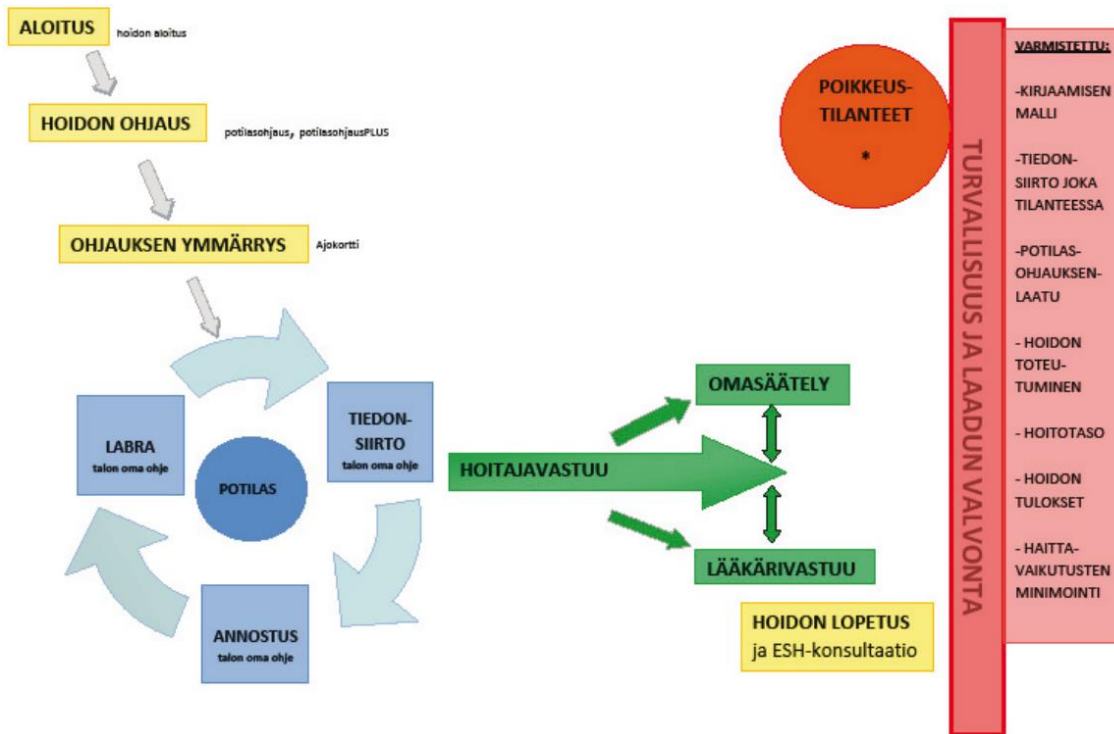 ALOITUS hoidon aloitus
HOIDON OHJAUS potilasohjaus, potilasohjausPLUS
OHJAUKSEN YMMÄRRYS Ajokortti
LABRA
talon oma ohje
TIEDON-
SIIRTO
talon oma ohje
POTILAS
ANNOSTUS
talon oma ohje
HOITAJAVASTUU
OMASÄÄTELY
LÄÄKÄRIVASTUU
HOIDON LOPETUS
ja ESH-konsultaatio
POIKKEUS-
TILANTEET
*
TURVALLISUUS JA LAADUN VALVONTA
VARMISTETTU:
-KIRJAAMISEN
MALLI
-TIEDON-
SIIRTO JOKA
TILANTEESSA
-POTILAS-
OHJAUKSEN-
LAATU
- HOIDON
TOTEU-
TUMINEN
- HOITOTASO
- HOIDON
TULOKSET
- HAITTA-
VAIKUTUSTEN
MINIMOINTI